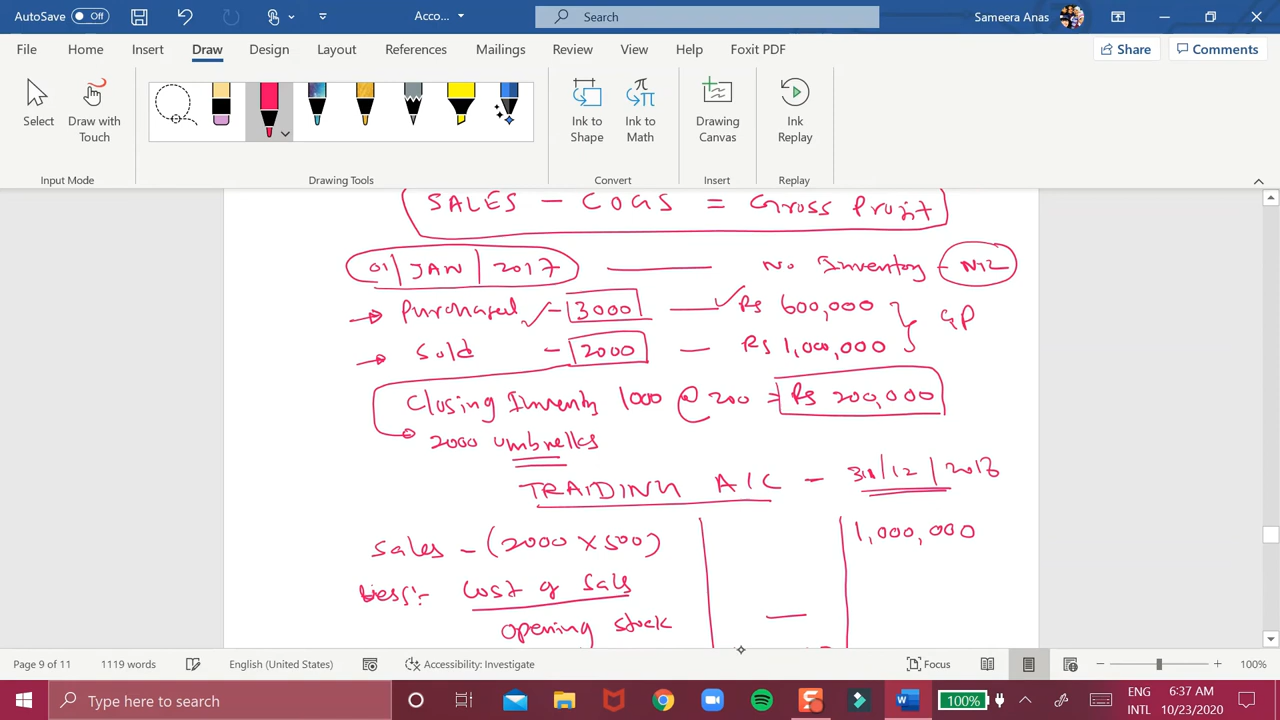 AutoSave Off Acco... Search Sameera Anas
File Home Insert Draw Design Layout References Mailings Review View Help Foxit PDF Share Comments
Select Draw with Touch Ink to Shape Ink to Math Drawing Canvas Ink Replay
Input Mode Drawing Tools Convert Insert Replay
SALES - COGS = Gross Profit
01 | JAN | 2017 — No Inventory - NIL
Purchased - 3000 — Rs 600,000
GP
Sold - 2000 — Rs 1,000,000
Closing Inventy 1000 @ 200 = Rs 200,000
2000 umbrellas
TRAIDING A/C - 31/12/2017
Sales - (2000 x 500) 1,000,000
Less:- Cost of Sals
opening stock —
Page 9 of 11 1119 words English (United States) Accessibility: Investigate Focus 100%
Type here to search 100% ENG INTL 6:37 AM 10/23/2020